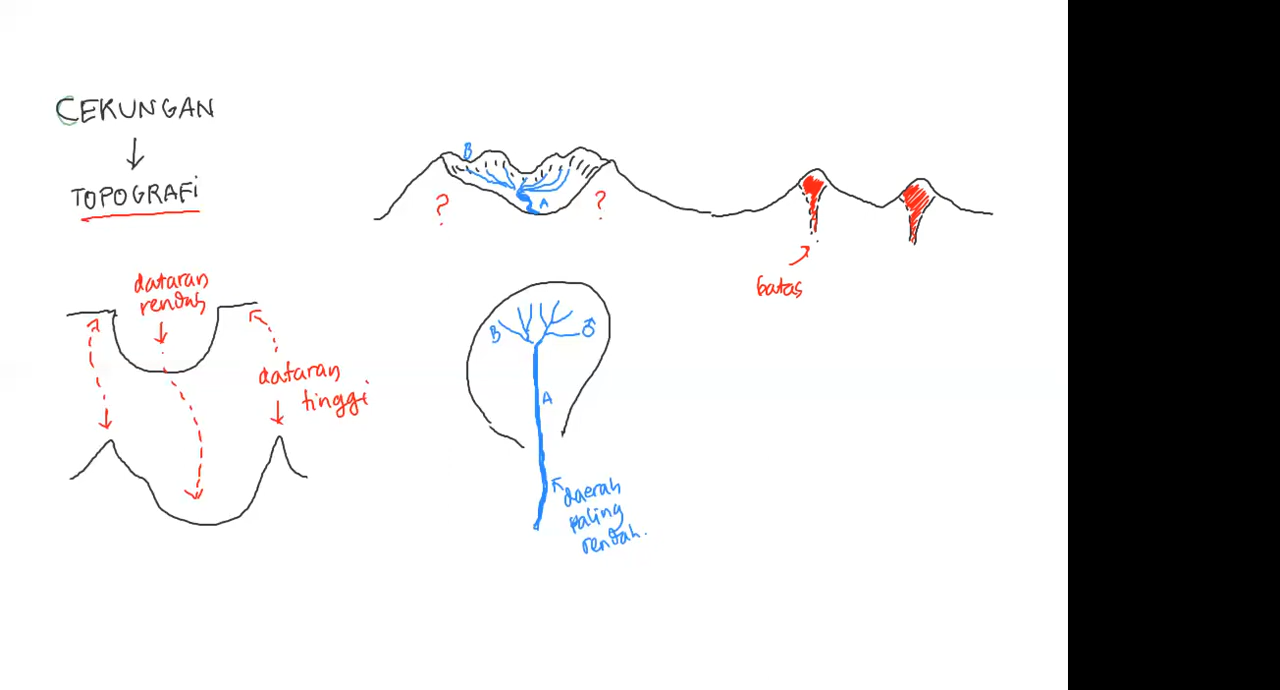 CEKUNGAN
TOPOGRAFi
dataran
rendah
dataran
tinggi
B
A
?
?
batas
B
A
daerah
paling
rendah.